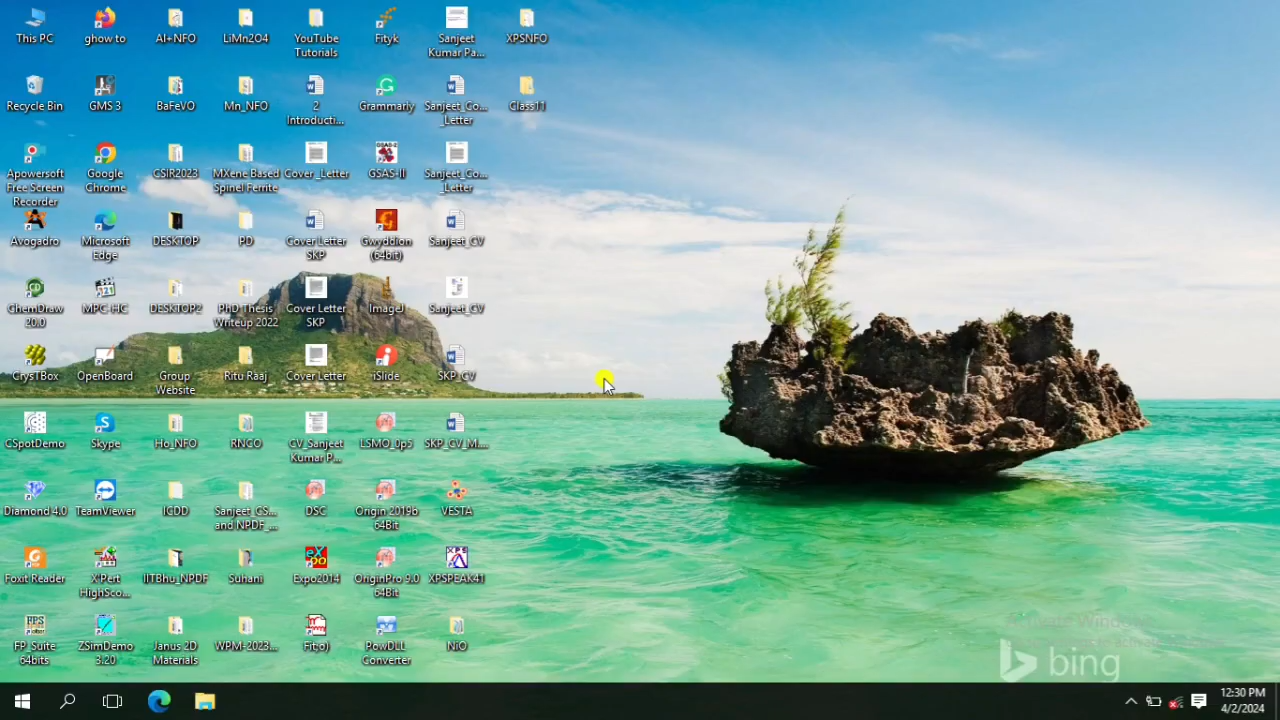 This PC
ghow to
Al+NFO
LiMn2O4
YouTube
Tutorials
Fityk
Sanjeet
Kumar Pa...
XPSNFO
Recycle Bin
GMS 3
BaFeVO
Mn_NFO
2
Introducti...
Grammarly
Sanjeet_Co...
_Letter
Class11
Apowersoft
Free Screen
Recorder
Google
Chrome
CSIR2023
MXene Based
Spinel Ferrite
Cover _Letter
GSAS-II
Sanjeet_Co...
_Letter
Avogadro
Microsoft
Edge
DESKTOP
PD
Cover Letter
SKP
Gwyddion
(64bit)
Sanjeet_CV
ChemDraw
20.0
MPC-HC
DESKTOP2
PhD Thesis
Writeup 2022
Cover Letter
SKP
ImageJ
Sanjeet_CV
CrysTBox
OpenBoard
Group
Website
Ritu Raaj
Cover Letter
iSlide
SKP_CV
CSpotDemo
Skype
Ho_NFO
RNCO
CV_Sanjeet
Kumar P...
LSMO_0p5
SKP_CV_M...
Diamond 4.0
TeamViewer
ICDD
Sanjeet_CS...
and NPDF_...
DSC
Origin 2019b
64Bit
VESTA
Foxit Reader
X'Pert
HighSco...
IITBhu_NPDF
Suhani
Expo2014
OriginPro 9.0
64Bit
XPSPEAK41
FP_Suite
64bits
ZSimDemo
3.20
Janus 2D
Materials
WPM-2023...
Fit;o)
PowDLL
Converter
NiO
bing
12:30 PM
4/2/2024